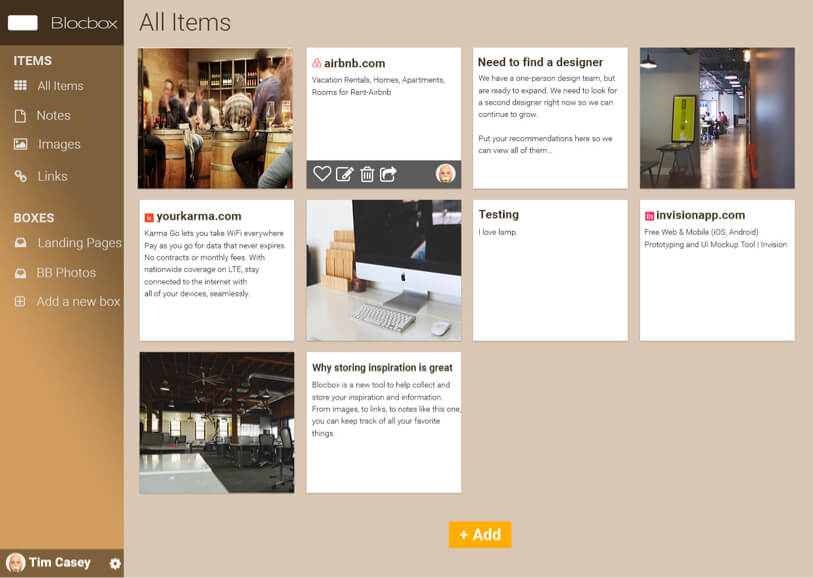 Blocbox
All Items
ITEMS
All Items
Notes
Images
Links
BOXES
Landing Pages
BB Photos
Add a new box
Tim Casey
airbnb.com
Vacation Rentals, Homes, Apartments,
Rooms for Rent-Airbnb
Need to find a designer
We have a one-person design team, but
are ready to expand. We need to look for
a second designer right now so we can
continue to grow.
Put your recommendations here so we
can view all of them...
yourkarma.com
Karma Go lets you take WiFi everywhere
Pay as you go for data that never expires.
No contracts or monthly fees. With
nationwide coverage on LTE, stay
connected to the internet with
all of your devices, seamlessly.
Testing
I love lamp.
in
invisionapp.com
Free Web & Mobile (iOS, Android)
Prototyping and UI Mockup Tool | Invision
Why storing inspiration is great
Blocbox is a new tool to help collect and
store your inspiration and information.
From images, to links, to notes like this one,
you can keep track of all your favorite
things.
+ Add